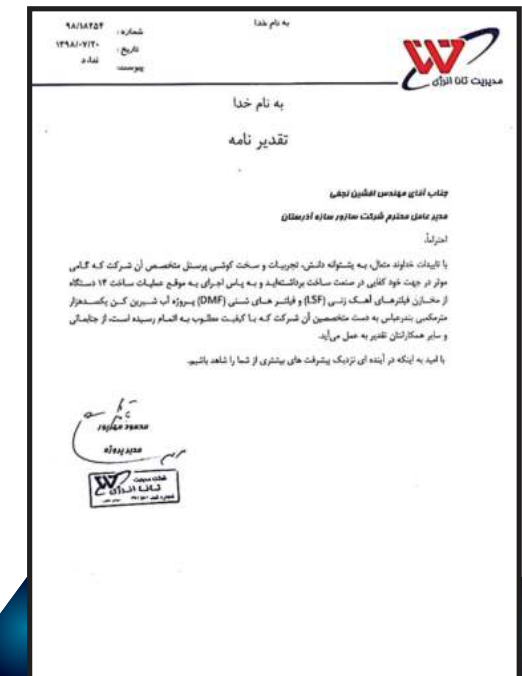 به نام خدا
شماره : ۹۸/۱۸۲۵۴
تاریخ : ۱۳۹۸/۰۷/۲۰
پیوست: ندارد
مدیریت تانا انرژی
به نام خدا
تقدیر نامه
جناب آقای مهندس افشین نجفی
مدیر عامل محترم شرکت سازور سازه آذرستان
احتراماً،
با تاییدات خداوند متعال، به پشتوانه دانش، تجربیات و سخت کوشی پرسنل متخصص آن شرکت که گامی
موثر در جهت خود کفایی در صنعت ساخت برداشته‌اید و به پاس اجرای به موقع عملیات ساخت ۱۴ دستگاه
از مخازن فیلترهای آهک زنی (LSF) و فیلتر های شنی (DMF) پروژه آب شیرین کن یکصدهزار
مترمکعبی بندرعباس به دست متخصصین آن شرکت که با کیفیت مطلوب به اتمام رسیده است، از جنابعالی
و سایر همکارانتان تقدیر به عمل می‌آید.
با امید به اینکه در آینده ای نزدیک پیشرفت های بیشتری از شما را شاهد باشیم.
محمود مهرپور
مدیر پروژه
شرکت مدیریت
تانا انرژی